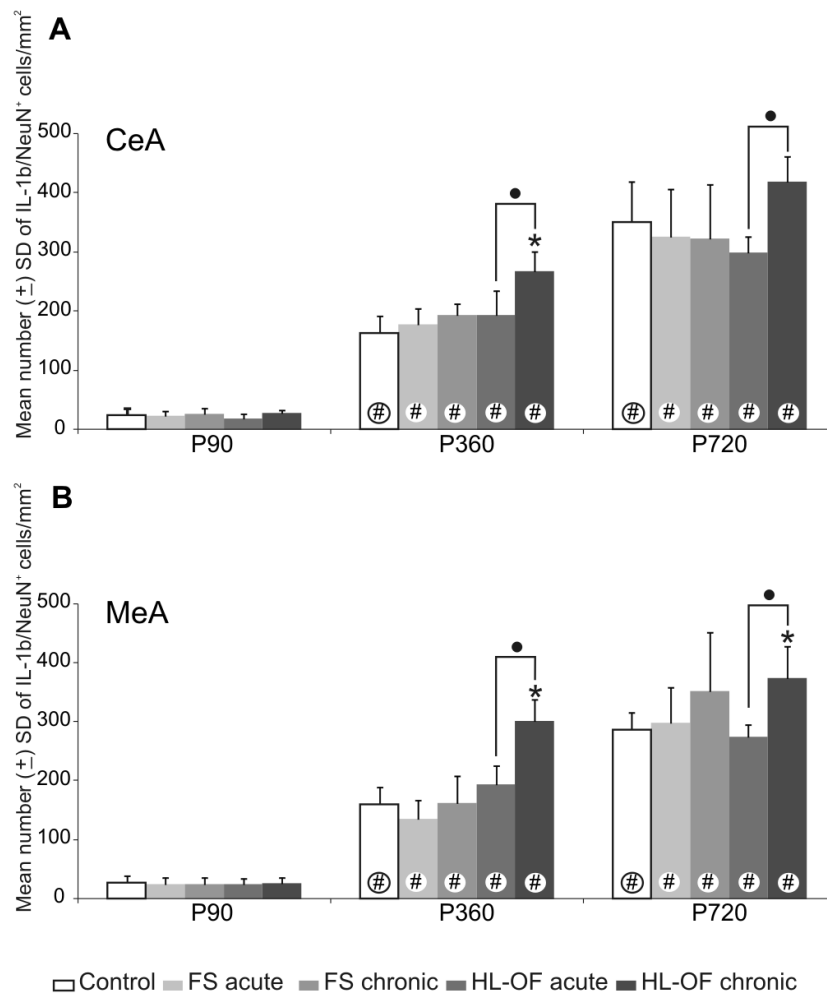 A
Mean number (±) SD of IL-1b/NeuN⁺ cells/mm²
CeA
500
400
300
200
100
0
●
*
●
# # # # #
# # # # #
P90 P360 P720
B
Mean number (±) SD of IL-1b/NeuN⁺ cells/mm²
MeA
500
400
300
200
100
0
●
*
●
*
# # # # #
# # # # #
P90 P360 P720
Control FS acute FS chronic HL-OF acute HL-OF chronic